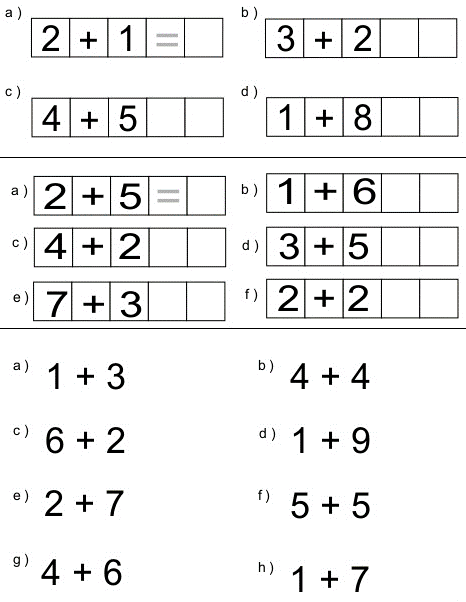 a) 2 + 1 = b) 3 + 2
c) 4 + 5 d) 1 + 8
a) 2 + 5 = b) 1 + 6
c) 4 + 2 d) 3 + 5
e) 7 + 3 f) 2 + 2
a) 1 + 3 b) 4 + 4
c) 6 + 2 d) 1 + 9
e) 2 + 7 f) 5 + 5
g) 4 + 6 h) 1 + 7